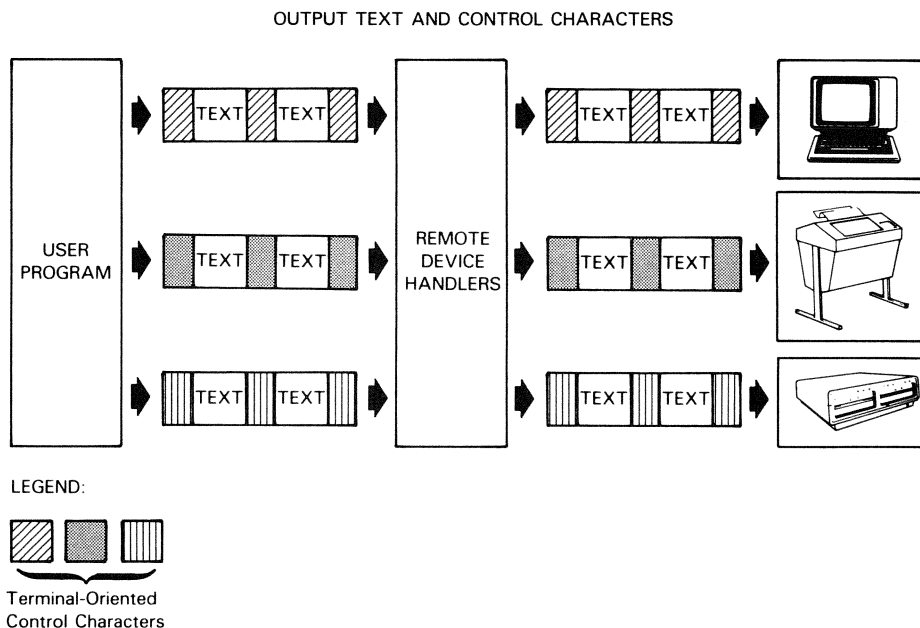 OUTPUT TEXT AND CONTROL CHARACTERS
TEXT TEXT TEXT TEXT
USER
PROGRAM
TEXT TEXT
REMOTE
DEVICE
HANDLERS
TEXT TEXT
TEXT TEXT TEXT TEXT
LEGEND:
Terminal-Oriented
Control Characters